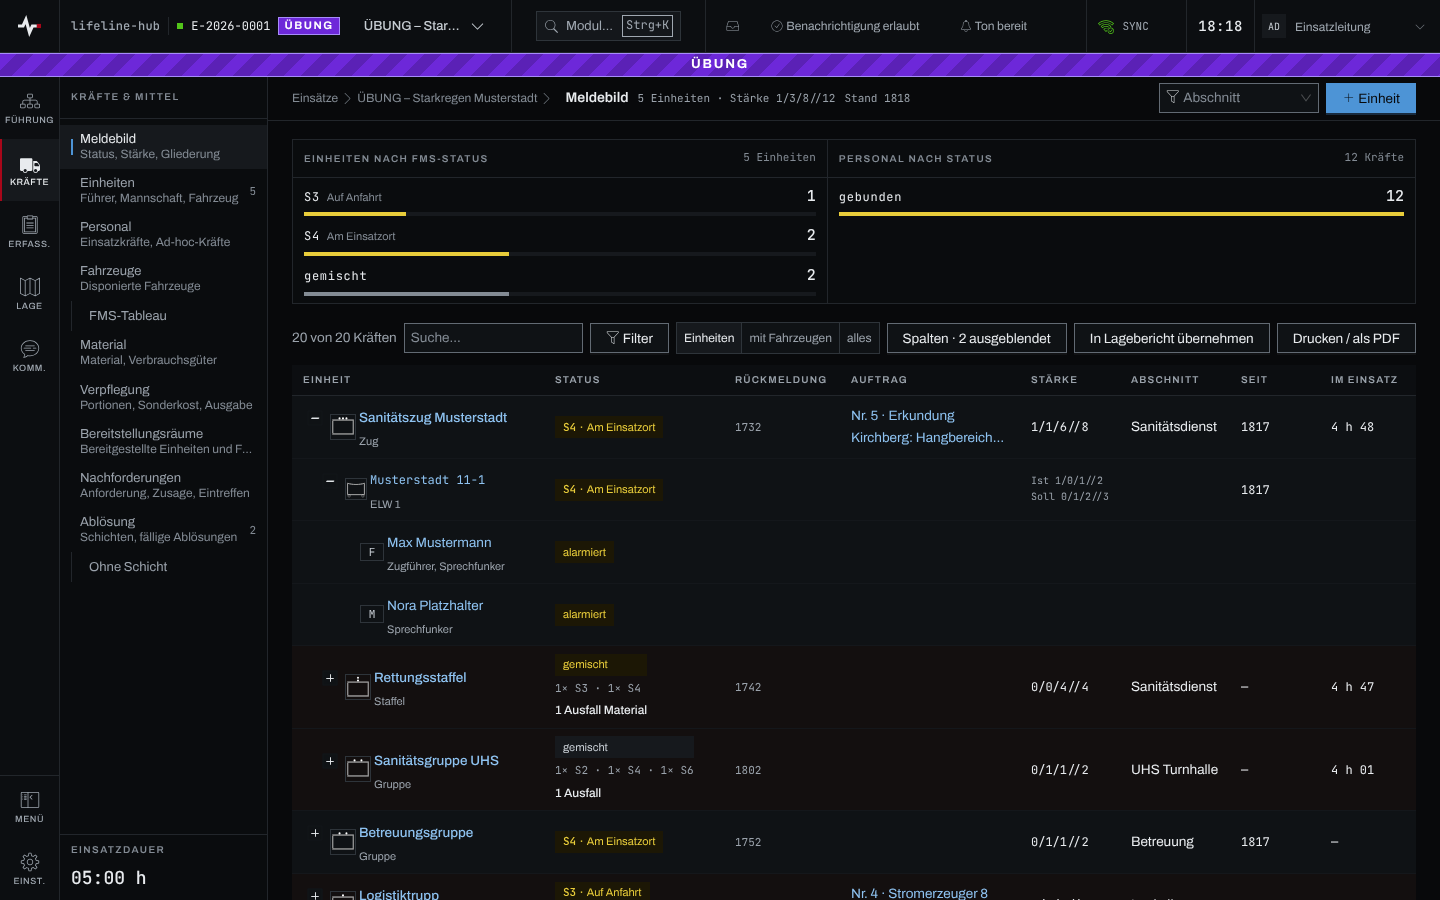 lifeline-hub E-2026-0001 ÜBUNG ÜBUNG – Star… Modul… Strg+K Benachrichtigung erlaubt Ton bereit SYNC 18:18 AD Einsatzleitung
ÜBUNG
FÜHRUNG
KRÄFTE
ERFASS.
LAGE
KOMM.
MENÜ
EINST.
KRÄFTE & MITTEL
Meldebild
Status, Stärke, Gliederung
Einheiten
Führer, Mannschaft, Fahrzeug 5
Personal
Einsatzkräfte, Ad-hoc-Kräfte
Fahrzeuge
Disponierte Fahrzeuge
FMS-Tableau
Material
Material, Verbrauchsgüter
Verpflegung
Portionen, Sonderkost, Ausgabe
Bereitstellungsräume
Bereitgestellte Einheiten und F…
Nachforderungen
Anforderung, Zusage, Eintreffen
Ablösung
Schichten, fällige Ablösungen 2
Ohne Schicht
EINSATZDAUER
05:00 h
Einsätze ÜBUNG – Starkregen Musterstadt Meldebild 5 Einheiten · Stärke 1/3/8//12 Stand 1818 Abschnitt + Einheit
EINHEITEN NACH FMS-STATUS 5 Einheiten
S3 Auf Anfahrt 1
S4 Am Einsatzort 2
gemischt 2
PERSONAL NACH STATUS 12 Kräfte
gebunden 12
20 von 20 Kräften Suche… Filter Einheiten mit Fahrzeugen alles Spalten · 2 ausgeblendet In Lagebericht übernehmen Drucken / als PDF
EINHEIT STATUS RÜCKMELDUNG AUFTRAG STÄRKE ABSCHNITT SEIT IM EINSATZ
– Sanitätszug Musterstadt
Zug
S4 · Am Einsatzort 1732
Nr. 5 · Erkundung
Kirchberg: Hangbereich…
1/1/6//8 Sanitätsdienst 1817 4 h 48
– Musterstadt 11-1
ELW 1
S4 · Am Einsatzort
Ist 1/0/1//2
Soll 0/1/2//3
1817
F Max Mustermann
Zugführer, Sprechfunker
alarmiert
M Nora Platzhalter
Sprechfunker
alarmiert
+ Rettungsstaffel
Staffel
gemischt
1× S3 · 1× S4
1 Ausfall Material
1742 0/0/4//4 Sanitätsdienst – 4 h 47
+ Sanitätsgruppe UHS
Gruppe
gemischt
1× S2 · 1× S4 · 1× S6
1 Ausfall
1802 0/1/1//2 UHS Turnhalle – 4 h 01
+ Betreuungsgruppe
Gruppe
S4 · Am Einsatzort 1752 0/1/1//2 Betreuung 1817 –
+ Logistiktrupp S3 · Auf Anfahrt Nr. 4 · Stromerzeuger 8